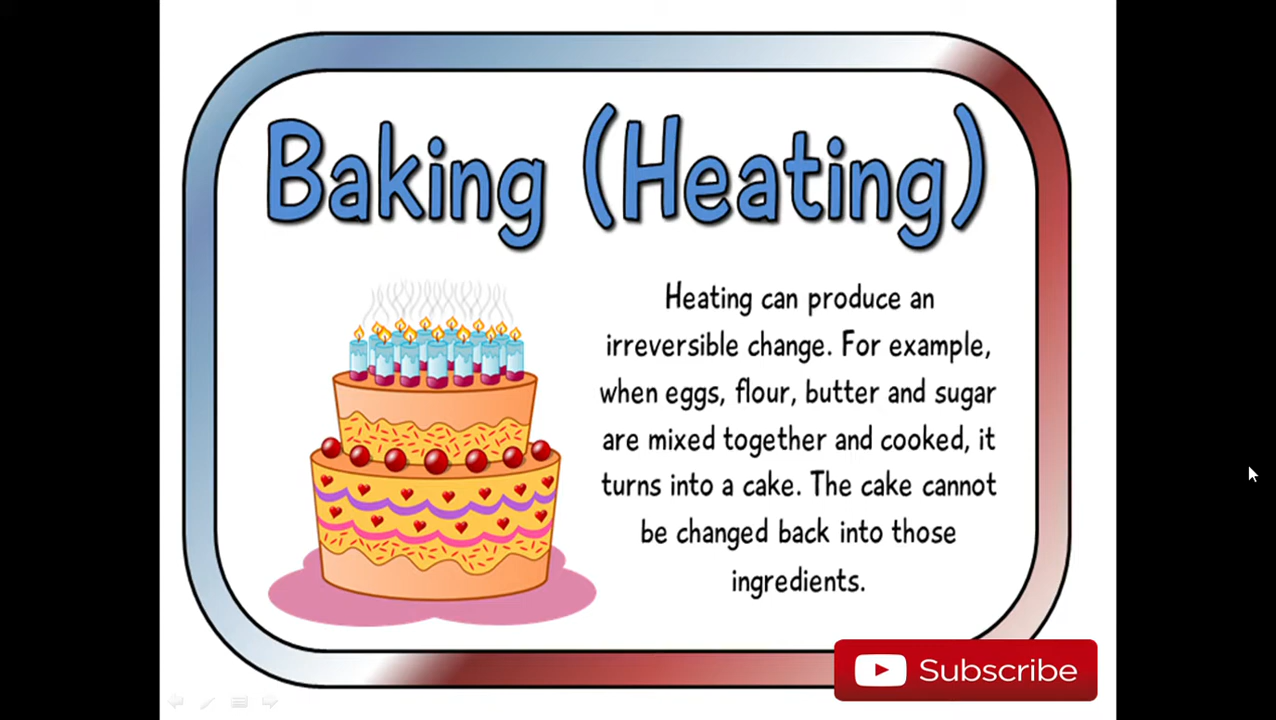 Baking (Heating)
Heating can produce an
irreversible change. For example,
when eggs, flour, butter and sugar
are mixed together and cooked, it
turns into a cake. The cake cannot
be changed back into those
ingredients.
Subscribe